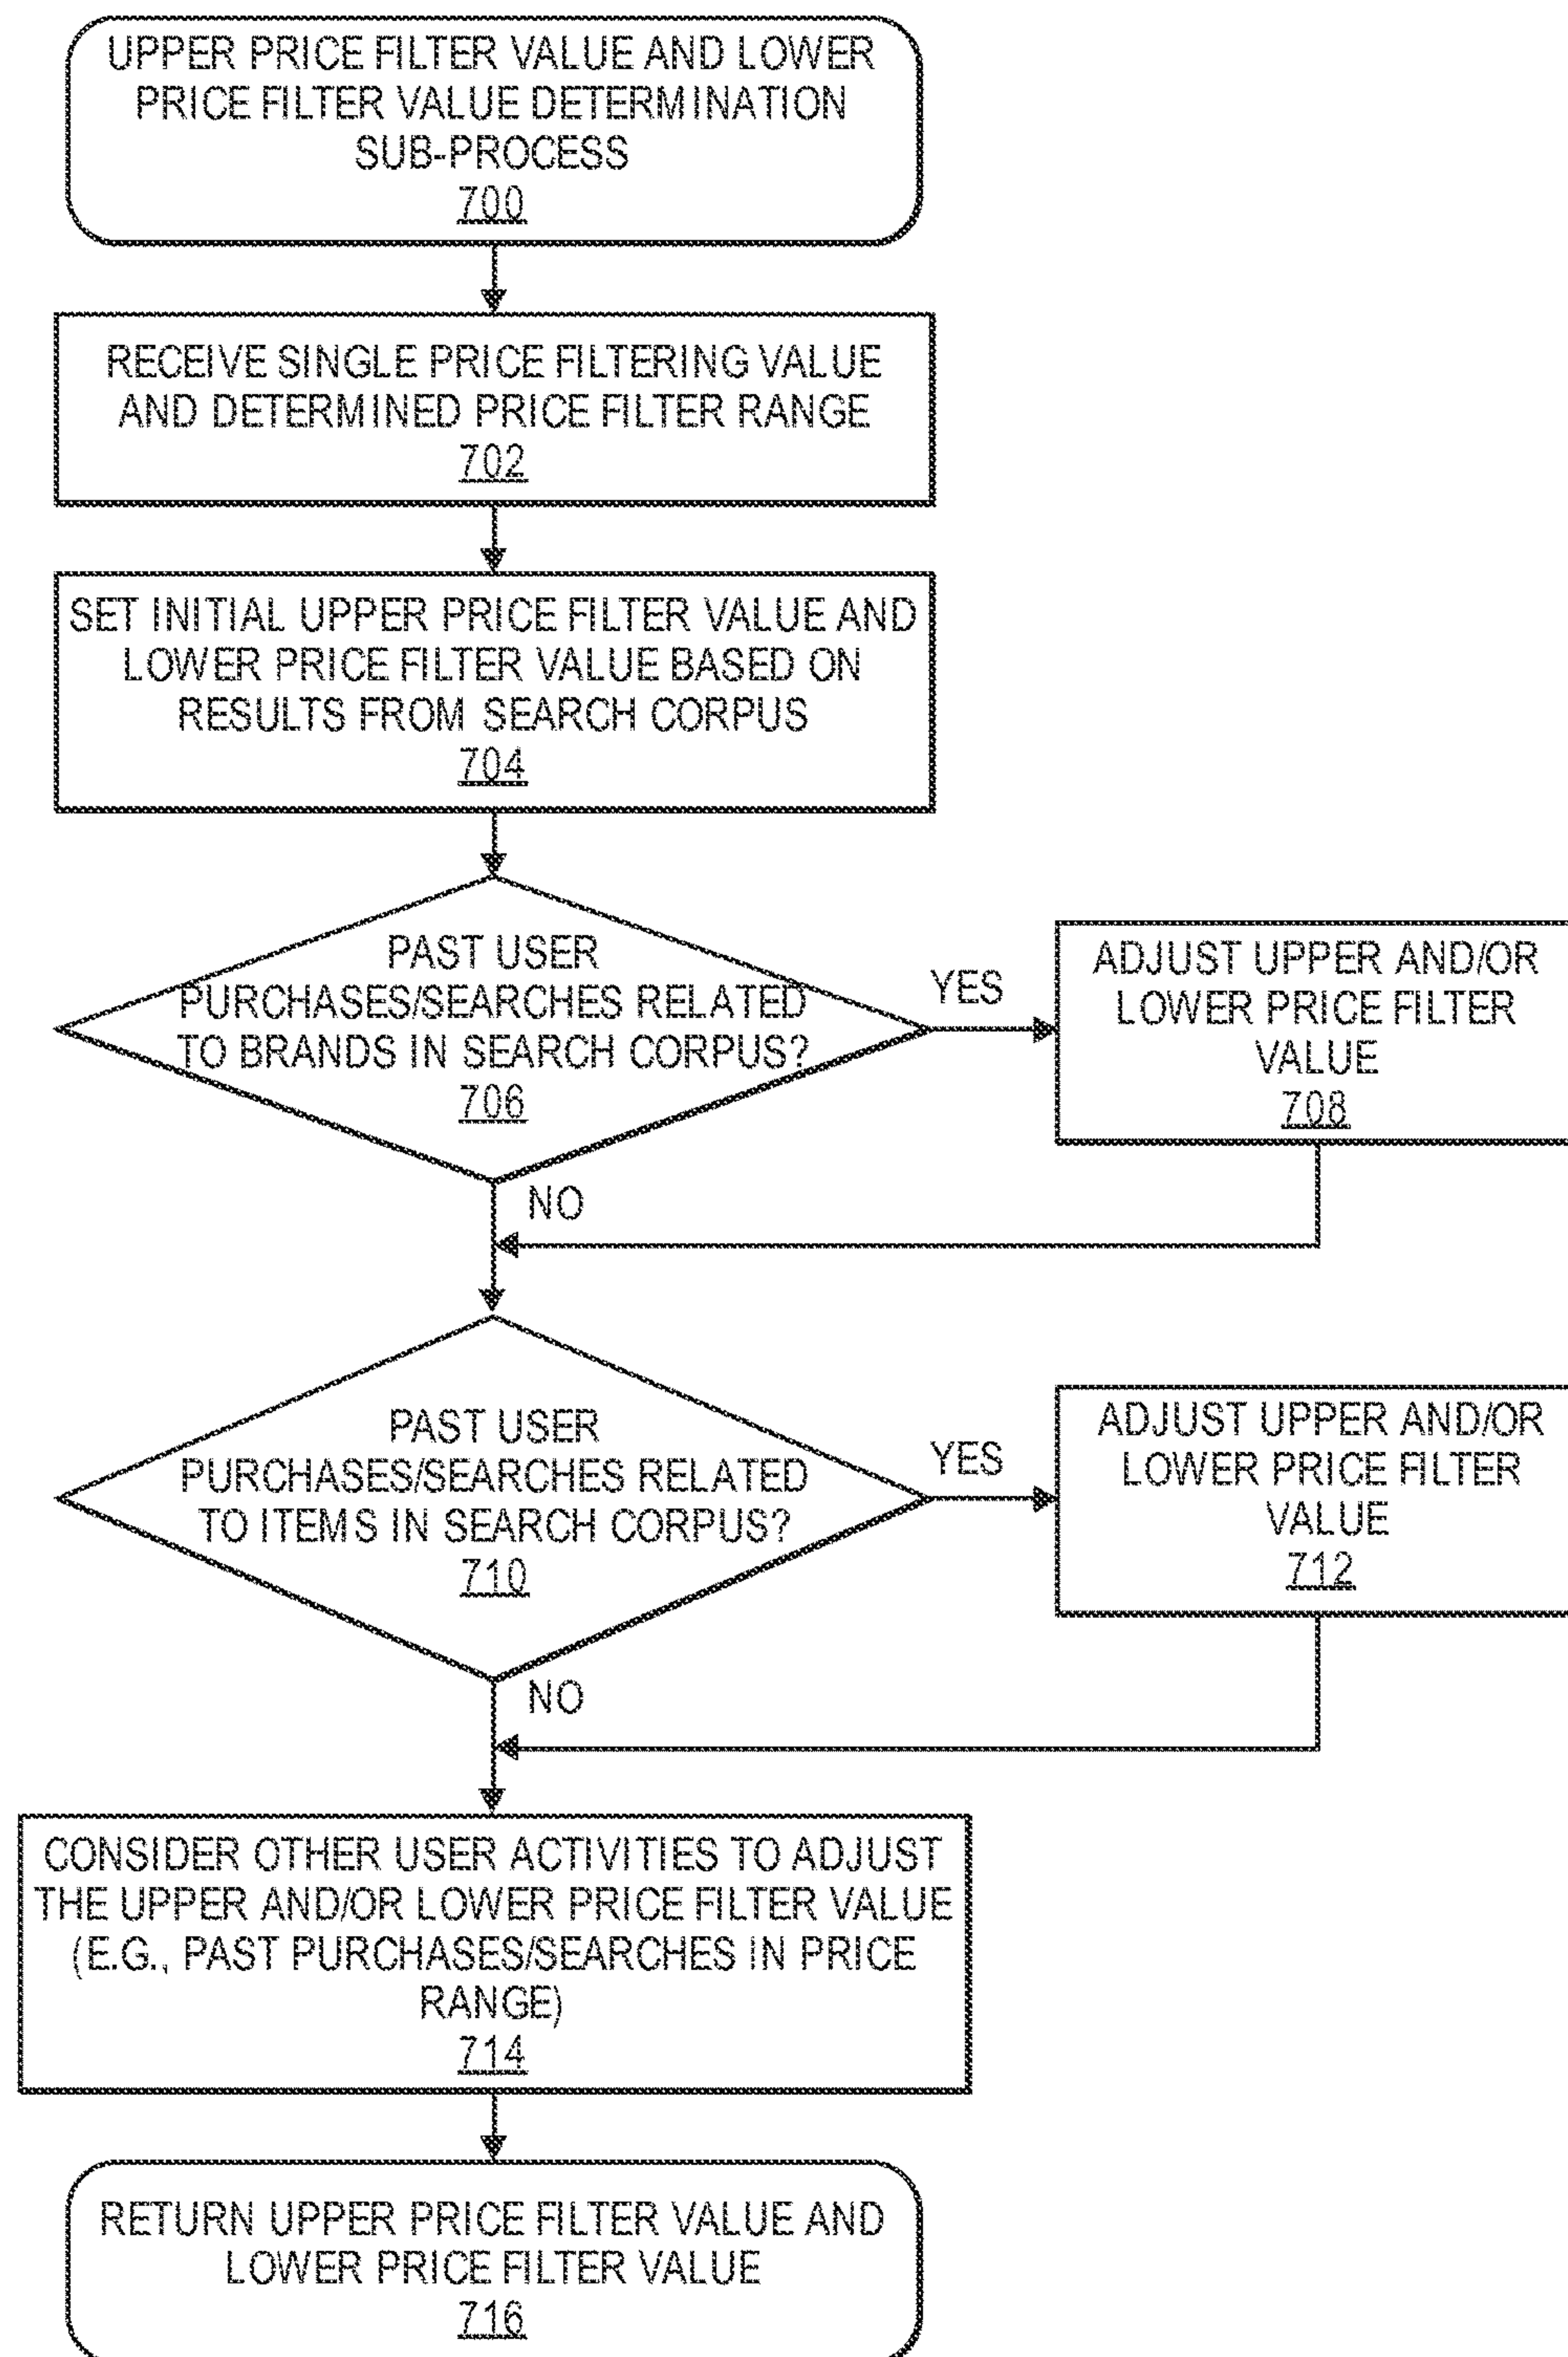 UPPER PRICE FILTER VALUE AND LOWER
PRICE FILTER VALUE DETERMINATION
SUB-PROCESS
700
RECEIVE SINGLE PRICE FILTERING VALUE
AND DETERMINED PRICE FILTER RANGE
702
SET INITIAL UPPER PRICE FILTER VALUE AND
LOWER PRICE FILTER VALUE BASED ON
RESULTS FROM SEARCH CORPUS
704
PAST USER
PURCHASES/SEARCHES RELATED
TO BRANDS IN SEARCH CORPUS?
706
YES
ADJUST UPPER AND/OR
LOWER PRICE FILTER
VALUE
708
NO
PAST USER
PURCHASES/SEARCHES RELATED
TO ITEMS IN SEARCH CORPUS?
710
YES
ADJUST UPPER AND/OR
LOWER PRICE FILTER
VALUE
712
NO
CONSIDER OTHER USER ACTIVITIES TO ADJUST
THE UPPER AND/OR LOWER PRICE FILTER VALUE
(E.G., PAST PURCHASES/SEARCHES IN PRICE
RANGE)
714
RETURN UPPER PRICE FILTER VALUE AND
LOWER PRICE FILTER VALUE
716